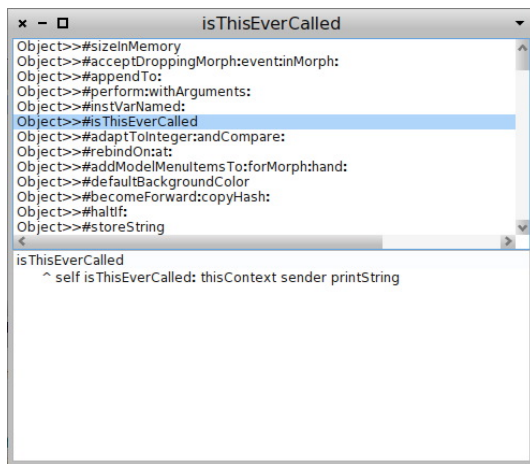 isThisEverCalled
Object>>#sizeInMemory
Object>>#acceptDroppingMorph:event:inMorph:
Object>>#appendTo:
Object>>#perform:withArguments:
Object>>#instVarNamed:
Object>>#isThisEverCalled
Object>>#adaptToInteger:andCompare:
Object>>#rebindOn:at:
Object>>#addModelMenuItemsTo:forMorph:hand:
Object>>#defaultBackgroundColor
Object>>#becomeForward:copyHash:
Object>>#haltIf:
Object>>#storeString
isThisEverCalled
^ self isThisEverCalled: thisContext sender printString